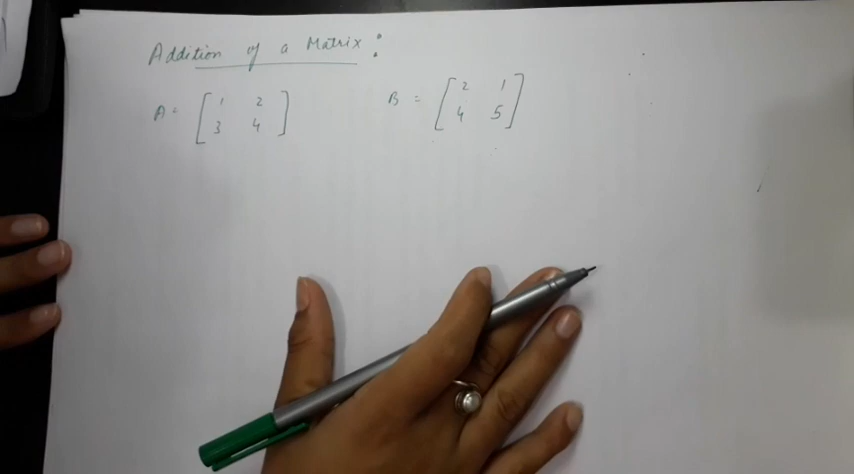 Addition of a Matrix :
A = [ 1 2 B = [ 2 1
3 4 ] 4 5 ]